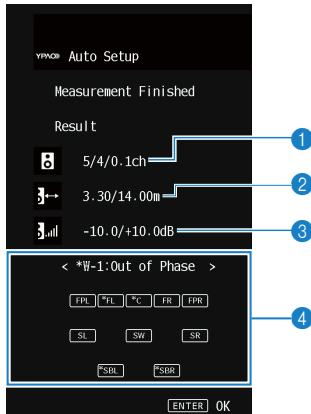 YPAO Auto Setup
Measurement Finished
Result
5/4/0.1ch
1
3.30/14.00m
2
-10.0/+10.0dB
3
< *W-1:Out of Phase >
FPL *FL *C FR FPR
4
SL SW SR
*SBL *SBR
ENTER OK